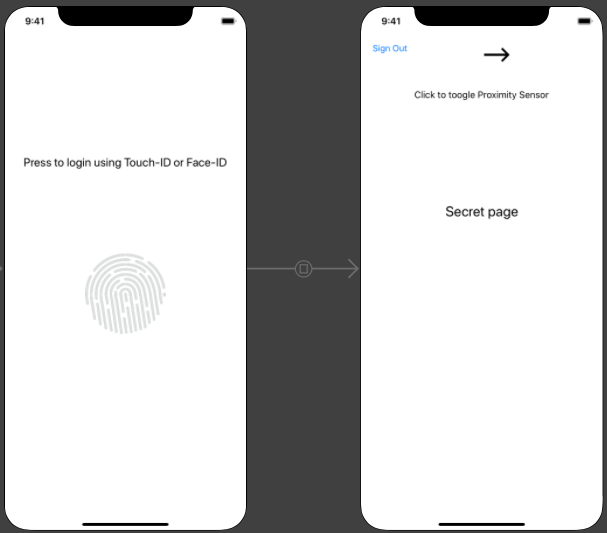 9:41
Press to login using Touch-ID or Face-ID
9:41
Sign Out
Click to toogle Proximity Sensor
Secret page